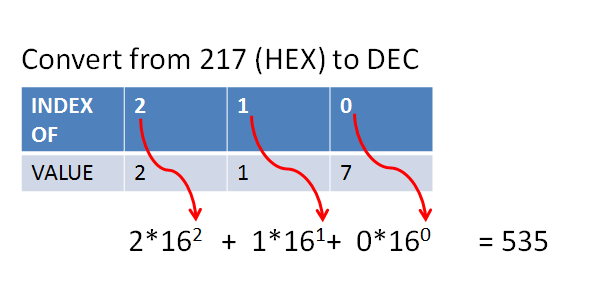 Convert from 217 (HEX) to DEC
INDEX OF 2 1 0
VALUE 2 1 7
2*16² + 1*16¹+ 0*16⁰ = 535